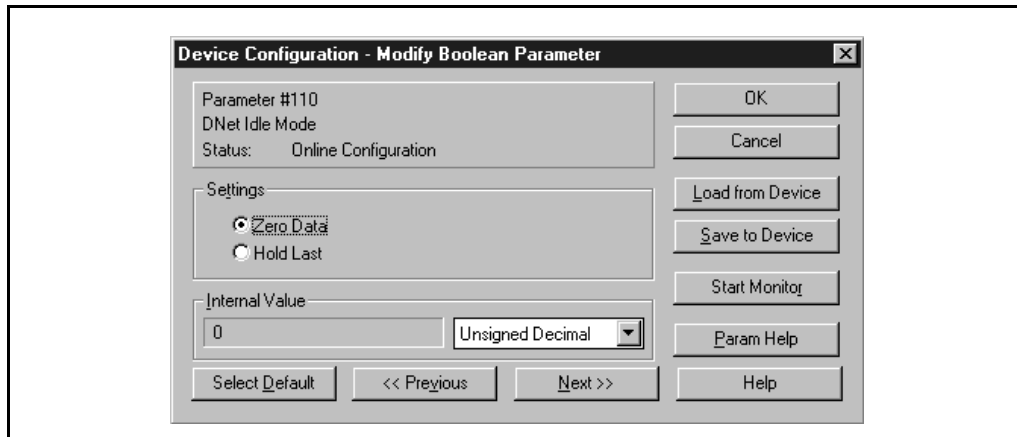 Device Configuration - Modify Boolean Parameter
Parameter #110
DNet Idle Mode
Status: Online Configuration
Settings
Zero Data
Hold Last
Internal Value
0
Unsigned Decimal
Select Default
<< Previous
Next >>
OK
Cancel
Load from Device
Save to Device
Start Monitor
Param Help
Help